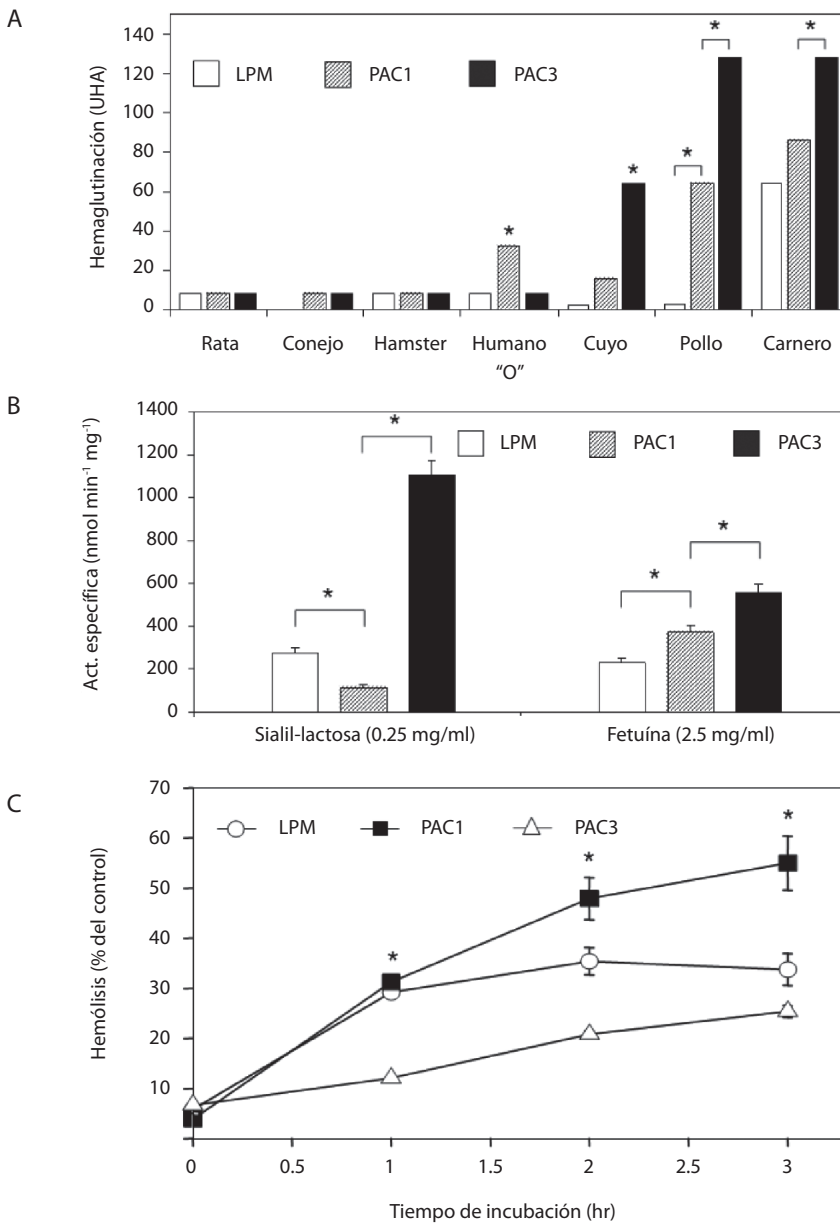 A
Hemaglutinación (UHA)
140
120
100
80
60
40
20
0
LPM PAC1 PAC3
* * * * *
Rata Conejo Hamster Humano "O" Cuyo Pollo Carnero
B
Act. específica (nmol min-1 mg-1)
1400
1200
1000
800
600
400
200
0
LPM PAC1 PAC3
* * * *
Sialil-lactosa (0.25 mg/ml) Fetuína (2.5 mg/ml)
C
Hemólisis (% del control)
70
60
50
40
30
20
10
LPM PAC1 PAC3
* * *
0 0.5 1 1.5 2 2.5 3
Tiempo de incubación (hr)